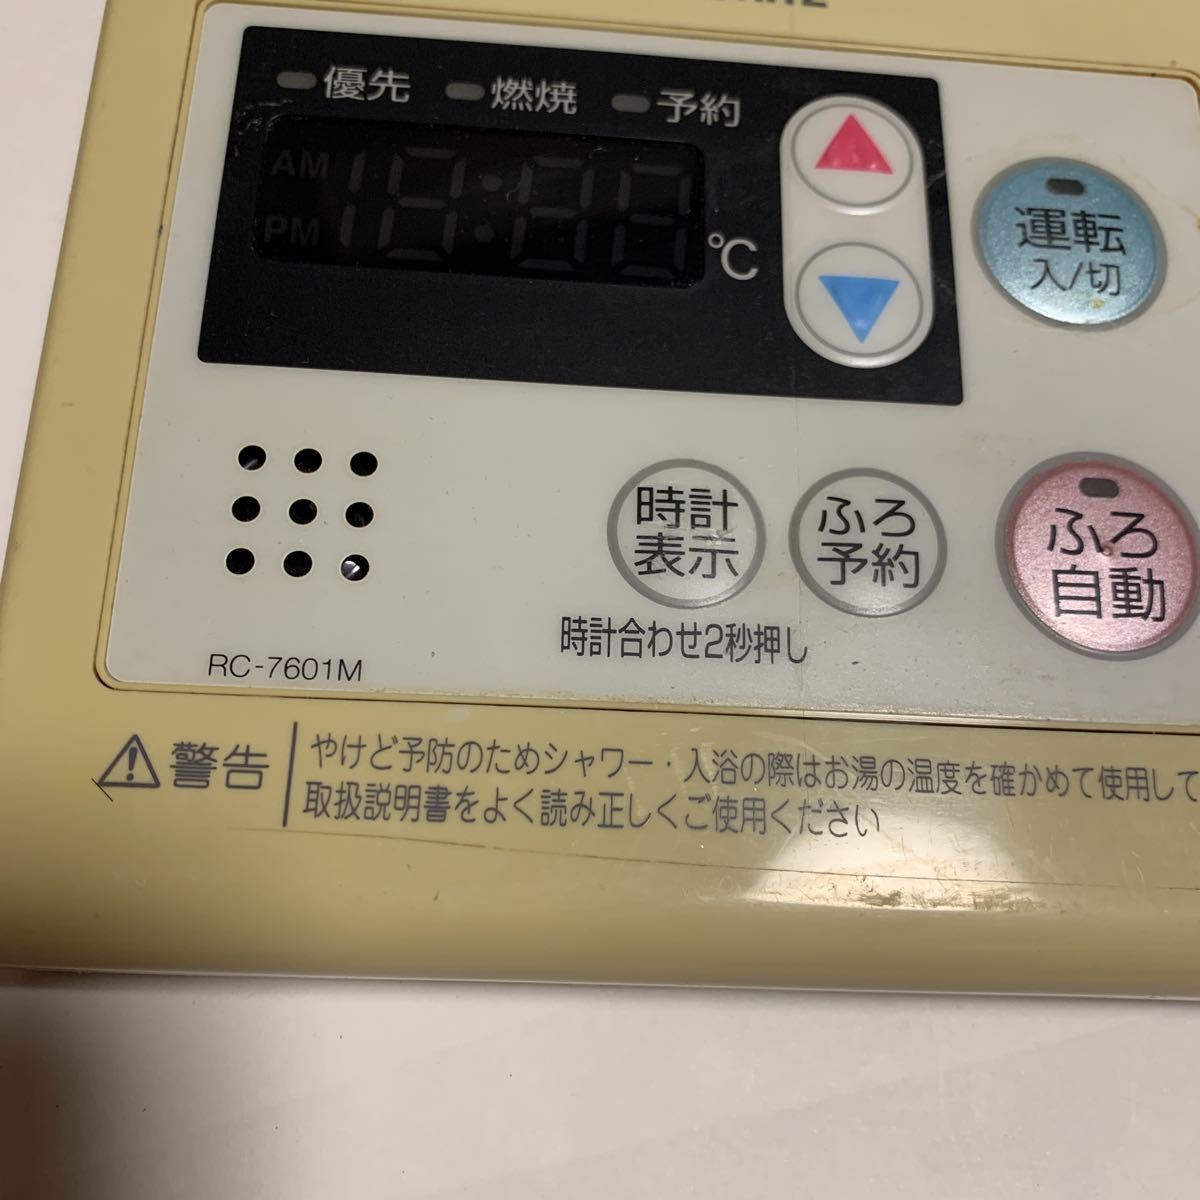 優先 燃焼 予約
AM
PM
℃
運転
入/切
時計
表示
ふろ
予約
ふろ
自動
時計合わせ2秒押し
RC-7601M
警告
やけど予防のためシャワー・入浴の際はお湯の温度を確かめて使用して
取扱説明書をよく読み正しくご使用ください